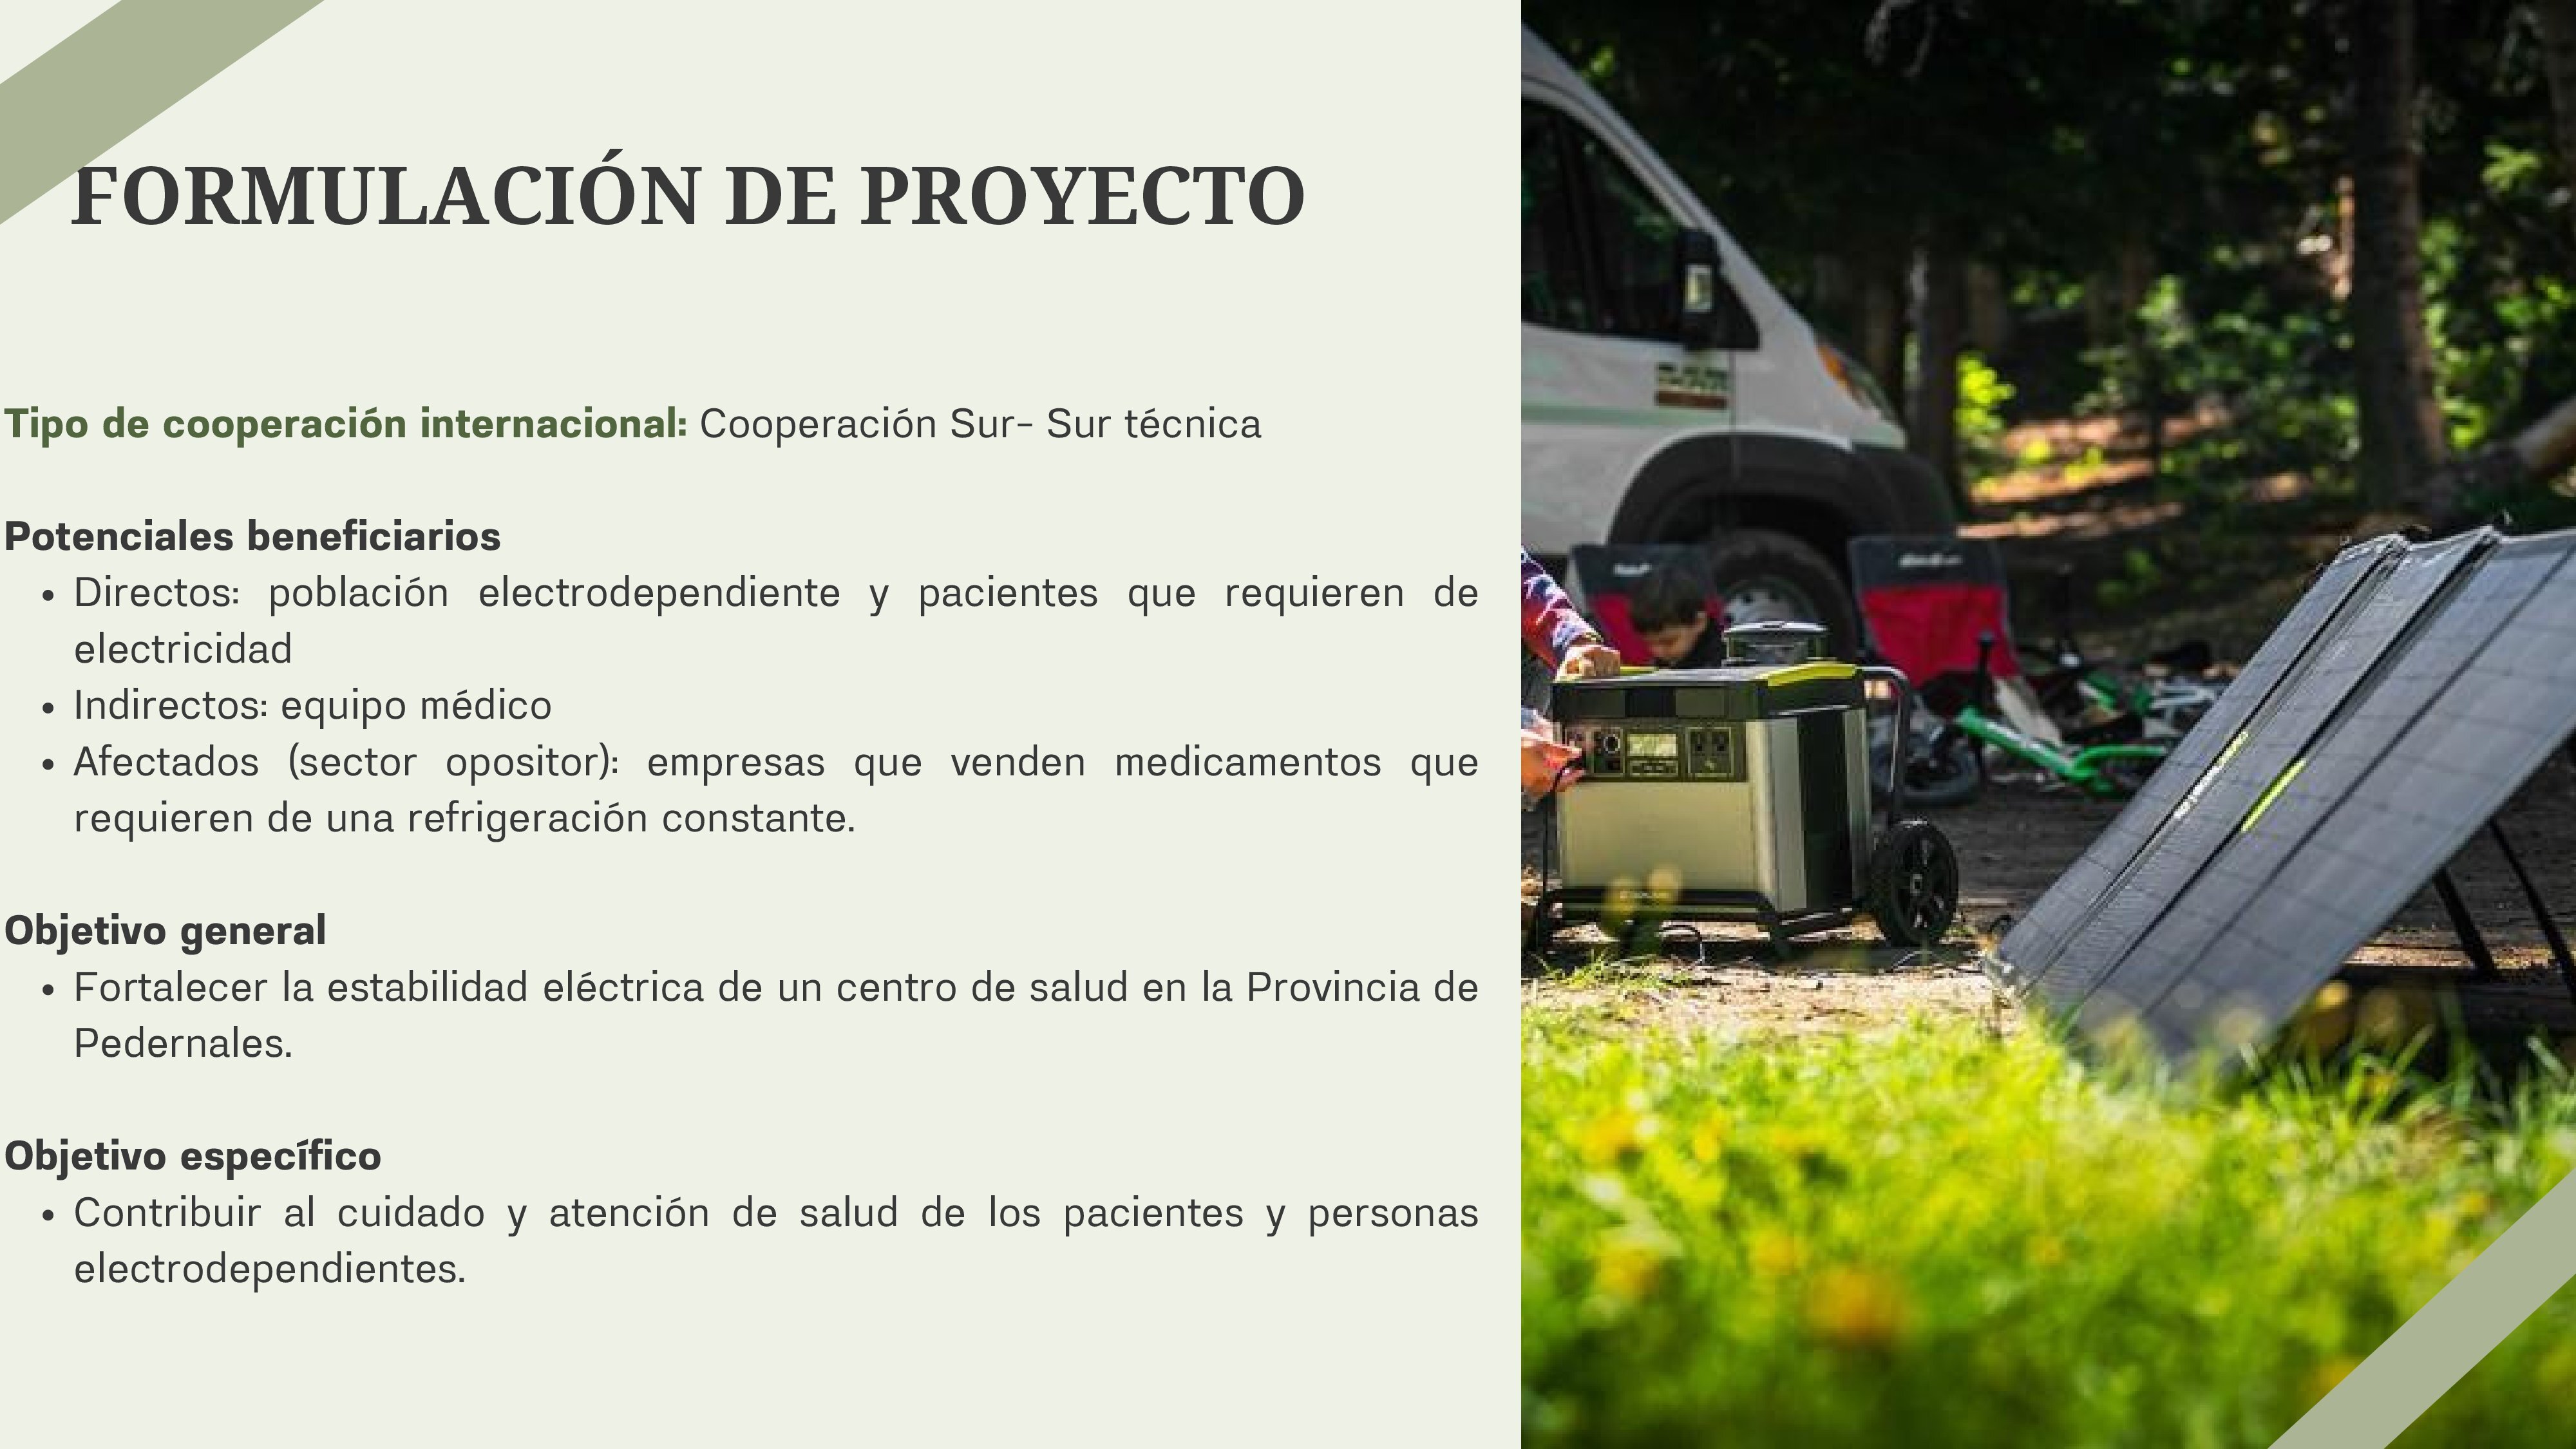 FORMULACIÓN DE PROYECTO
Tipo de cooperación internacional: Cooperación Sur- Sur técnica
Potenciales beneficiarios
• Directos: población electrodependiente y pacientes que requieren de
electricidad
• Indirectos: equipo médico
• Afectados (sector opositor): empresas que venden medicamentos que
requieren de una refrigeración constante.
Objetivo general
• Fortalecer la estabilidad eléctrica de un centro de salud en la Provincia de
Pedernales.
Objetivo específico
• Contribuir al cuidado y atención de salud de los pacientes y personas
electrodependientes.